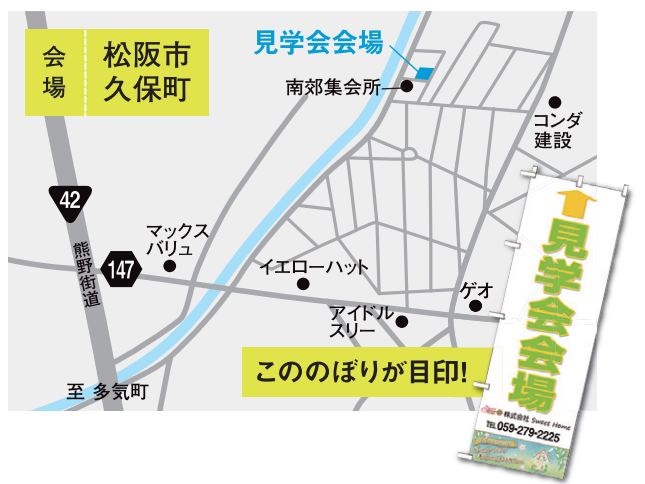 会場
松阪市
久保町
見学会会場
南郊集会所
コンダ
建設
42
マックス
バリュ
147
熊野街道
イエローハット
ゲオ
アイドル
スリー
こののぼりが目印!
至 多気町
見学会会場
株式会社 Sweet Home
TEL 059-279-2225